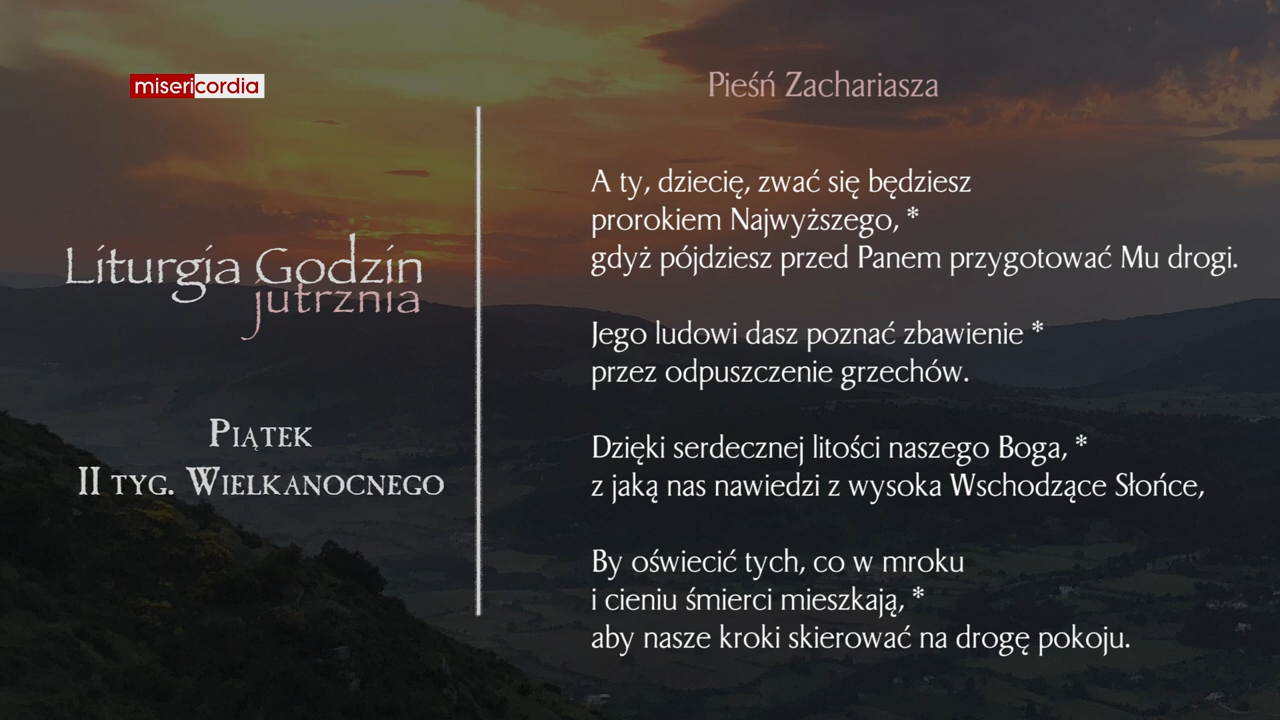 misericordia
Liturgia Godzin
jutrznia
Piątek
II tyg. Wielkanocnego
Pieśń Zachariasza
A ty, dziecię, zwać się będziesz
prorokiem Najwyższego, *
gdyż pójdziesz przed Panem przygotować Mu drogi.
Jego ludowi dasz poznać zbawienie *
przez odpuszczenie grzechów.
Dzięki serdecznej litości naszego Boga, *
z jaką nas nawiedzi z wysoka Wschodzące Słońce,
By oświecić tych, co w mroku
i cieniu śmierci mieszkają, *
aby nasze kroki skierować na drogę pokoju.